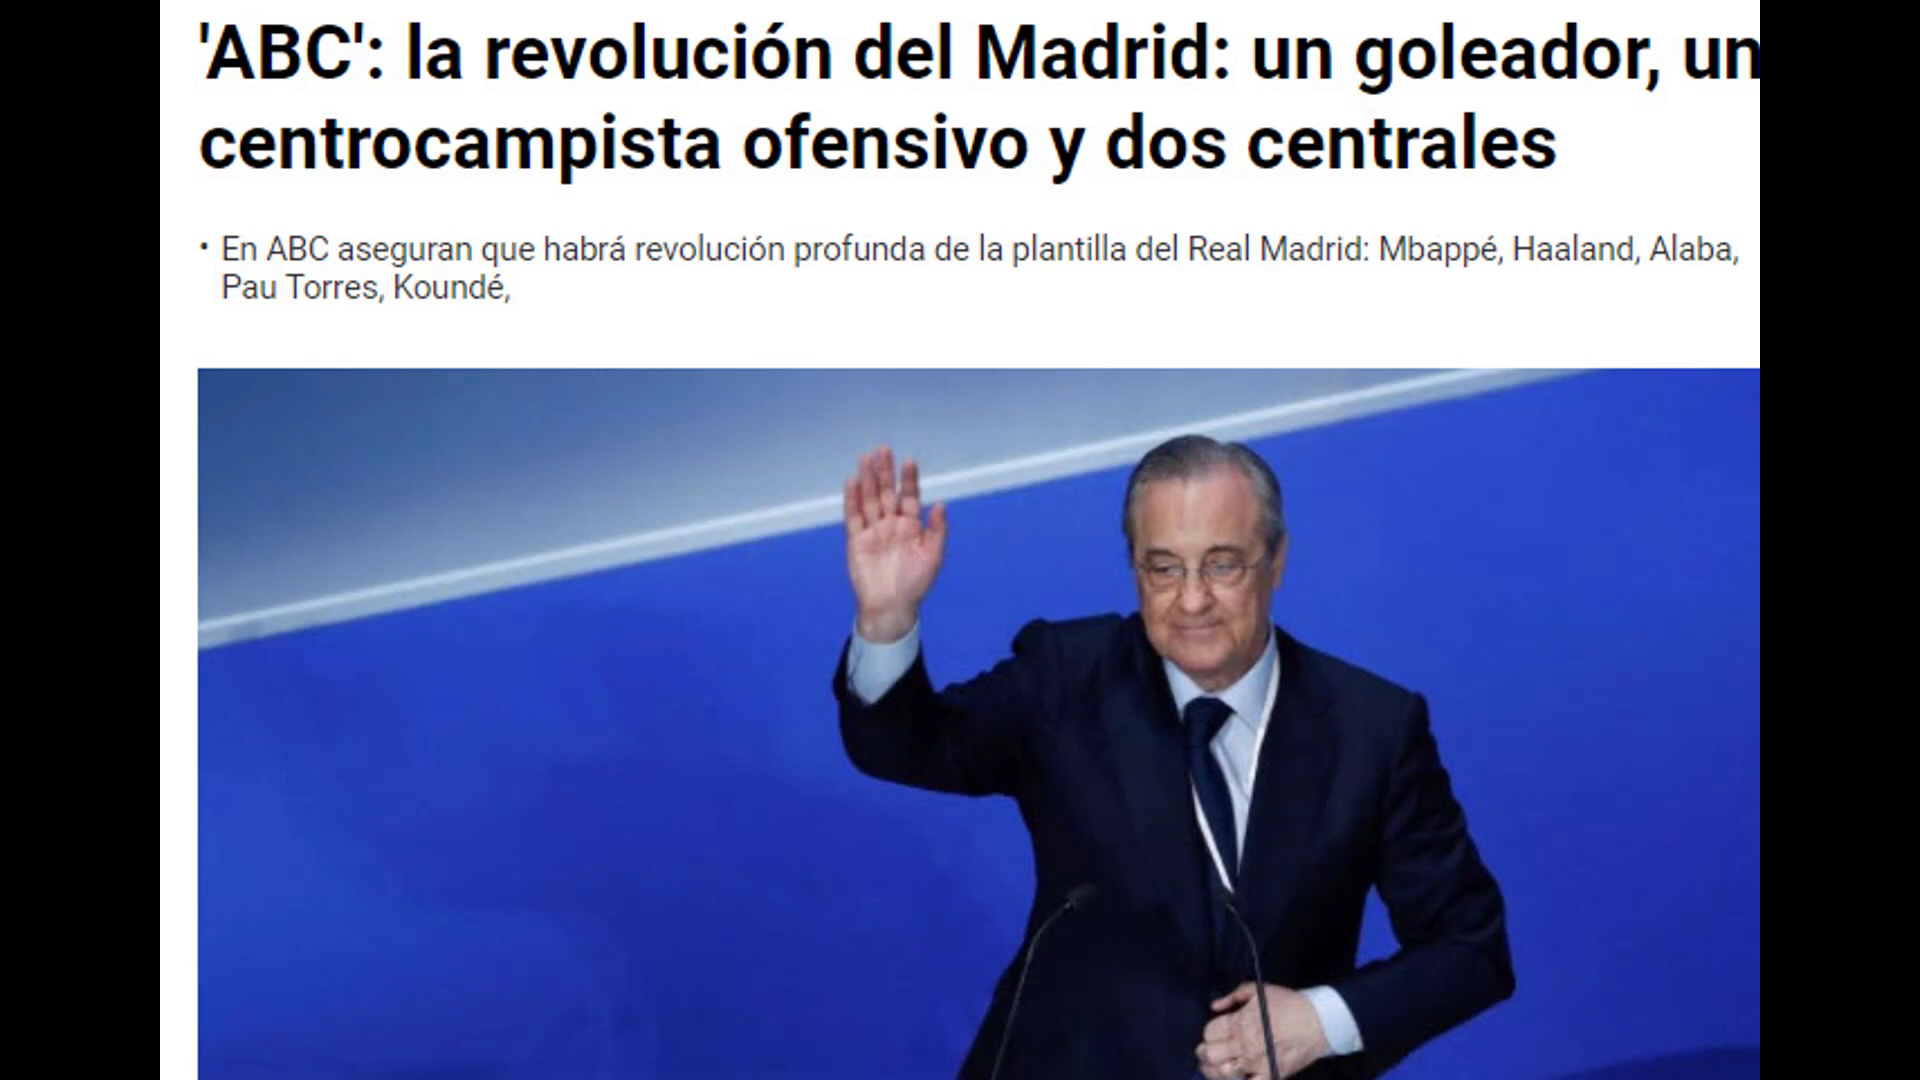 'ABC': la revolución del Madrid: un goleador, un
centrocampista ofensivo y dos centrales
• En ABC aseguran que habrá revolución profunda de la plantilla del Real Madrid: Mbappé, Haaland, Alaba,
Pau Torres, Koundé,